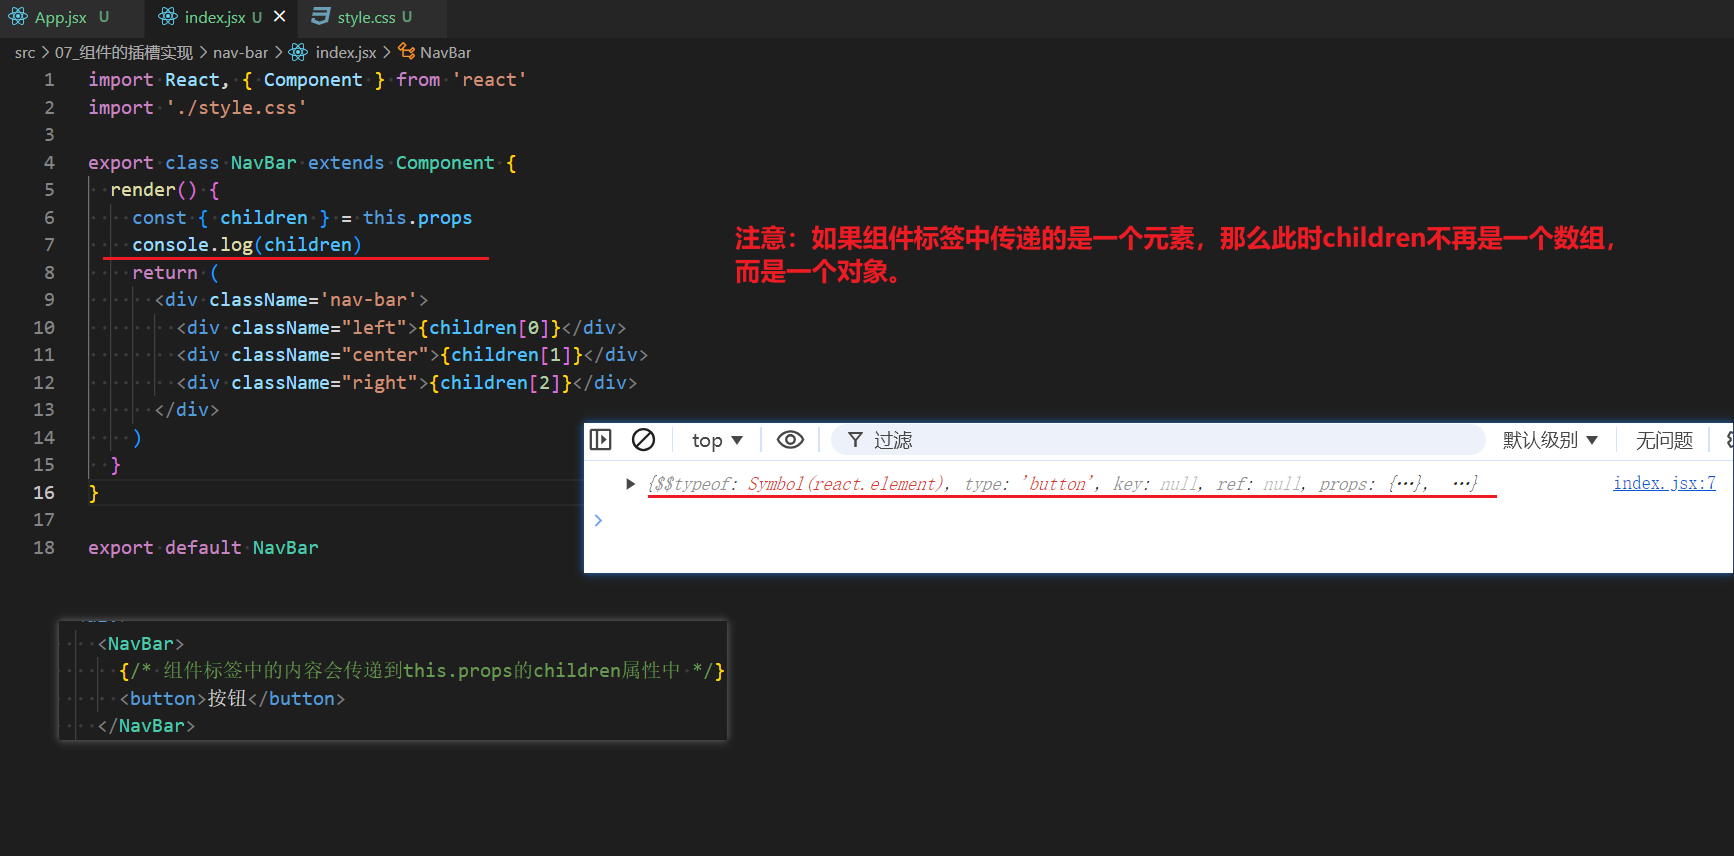 App.jsx U
index.jsx U
style.css U
src > 07_组件的插槽实现 > nav-bar > index.jsx > NavBar
1 import React, { Component } from 'react'
2 import './style.css'
3
4 export class NavBar extends Component {
5 render() {
6 const { children } = this.props
7 console.log(children)
8 return (
9 <div className='nav-bar'>
10 <div className="left">{children[0]}</div>
11 <div className="center">{children[1]}</div>
12 <div className="right">{children[2]}</div>
13 </div>
14 )
15 }
16 }
17
18 export default NavBar
注意：如果组件标签中传递的是一个元素，那么此时children不再是一个数组，
而是一个对象。
top 过滤 默认级别 无问题
{$$typeof: Symbol(react.element), type: 'button', key: null, ref: null, props: {…}, …} index.jsx:7
<NavBar>
{/* 组件标签中的内容会传递到this.props的children属性中 */}
<button>按钮</button>
</NavBar>